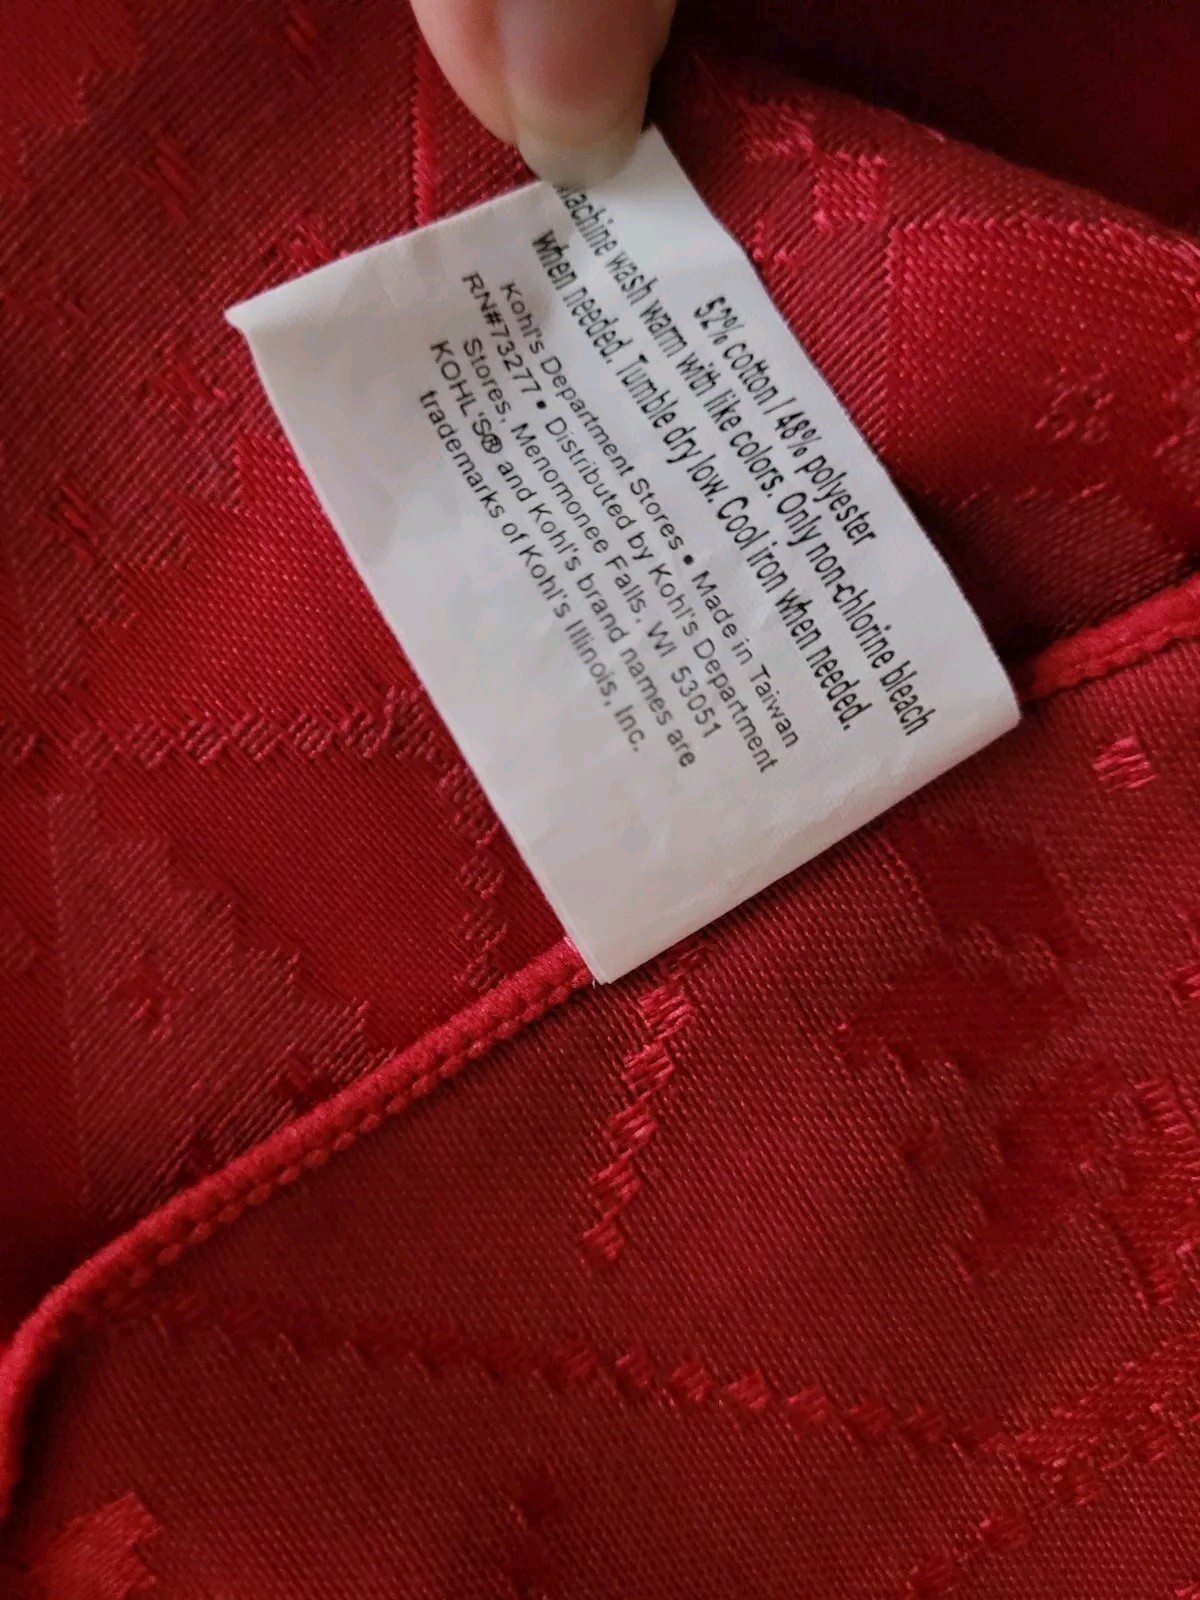 52% cotton / 48% polyester
Machine wash warm with like colors. Only non-chlorine bleach
when needed. Tumble dry low. Cool iron when needed.
Kohl's Department Stores • Made in Taiwan
RN#73277 • Distributed by Kohl's Department
Stores, Menomonee Falls, WI 53051
KOHL'S® and Kohl's brand names are
trademarks of Kohl's Illinois, Inc.